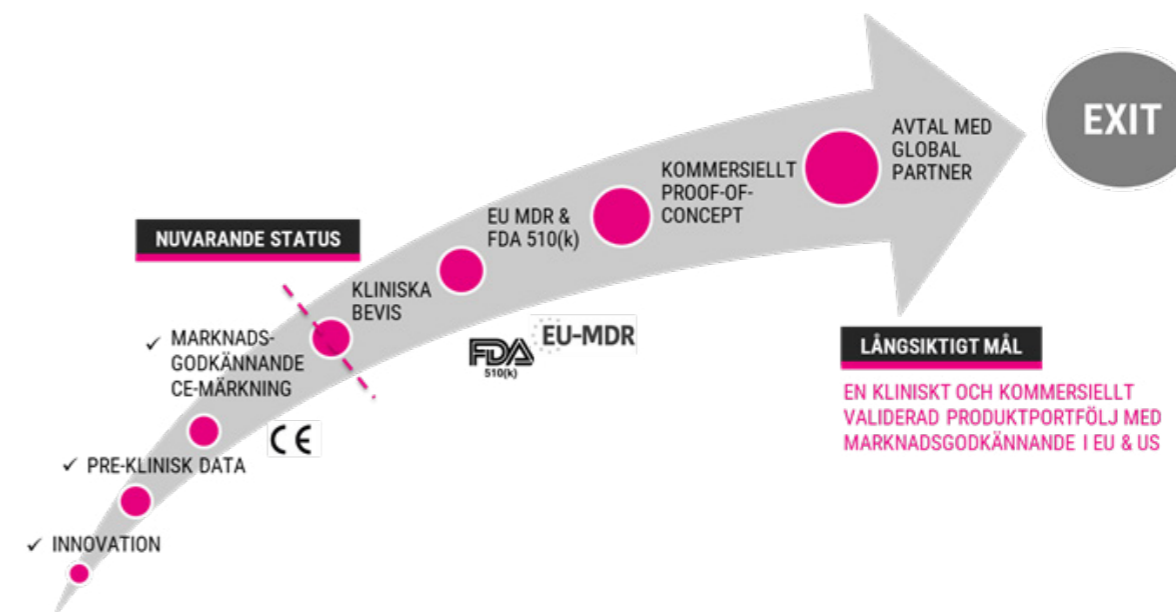 INNOVATION
PRE-KLINISK DATA
MARKNADS-
GODKÄNNANDE
CE-MÄRKNING
CE
NUVARANDE STATUS
KLINISKA
BEVIS
EU MDR &
FDA 510(k)
FDA
510(k)
EU-MDR
KOMMERSIELLT
PROOF-OF-
CONCEPT
AVTAL MED
GLOBAL
PARTNER
EXIT
LÅNGSIKTIGT MÅL
EN KLINISKT OCH KOMMERSIELLT
VALIDERAD PRODUKTPORTFÖLJ MED
MARKNADSGODKÄNNANDE I EU & US